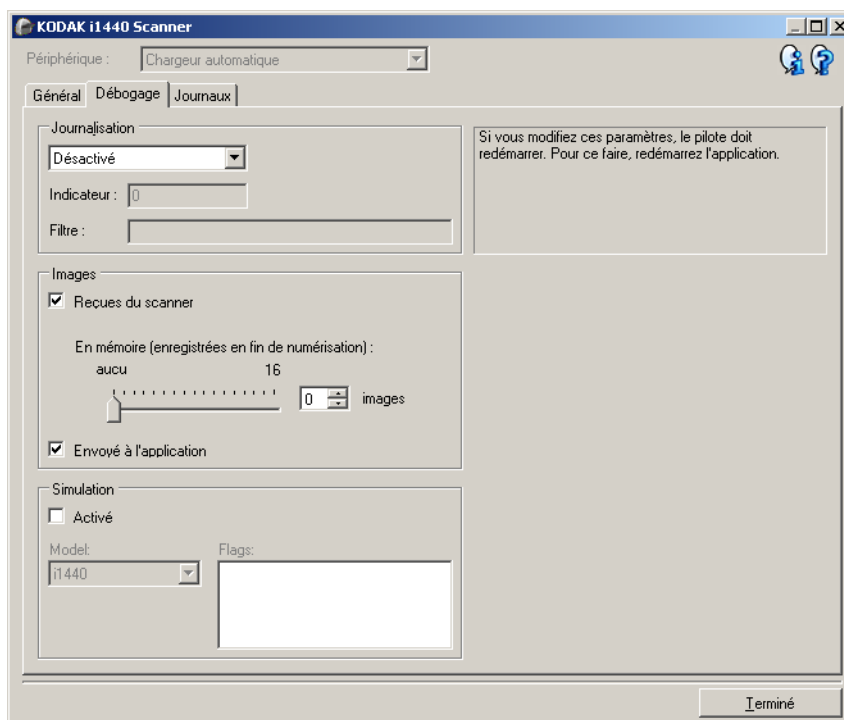 KODAK i1440 Scanner
Périphérique :
Chargeur automatique
Général
Débogage
Journaux
Journalisation
Désactivé
Indicateur :
0
Filtre :
Si vous modifiez ces paramètres, le pilote doit
redémarrer. Pour ce faire, redémarrez l'application.
Images
Reçues du scanner
En mémoire (enregistrées en fin de numérisation) :
aucu 16
0 images
Envoyé à l'application
Simulation
Activé
Model:
Flags:
i1440
Terminé